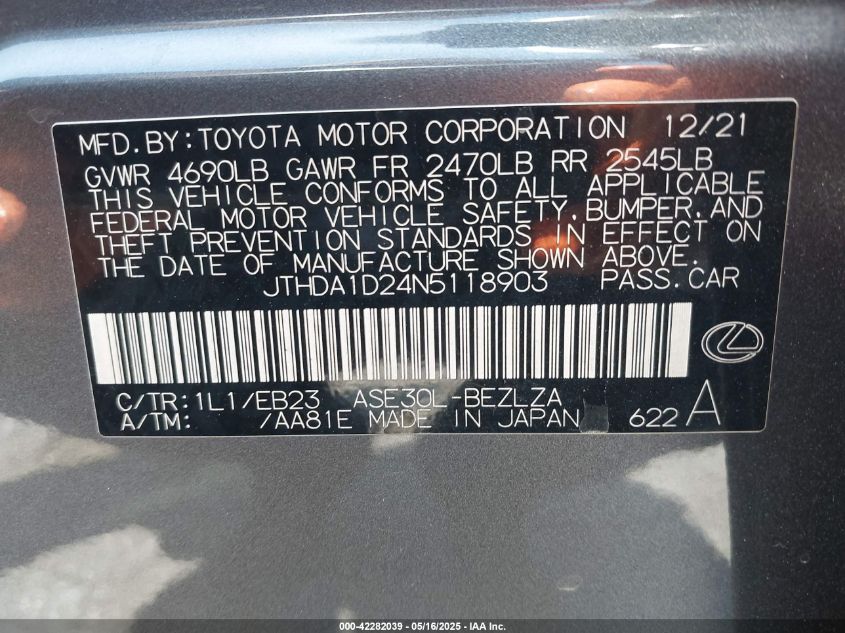 MFD.BY:TOYOTA MOTOR CORPORATION 12/21
GVWR 4690LB GAWR FR 2470LB RR 2545LB
THIS VEHICLE CONFORMS TO ALL APPLICABLE
FEDERAL MOTOR VEHICLE SAFETY,BUMPER,AND
THEFT PREVENTION STANDARDS IN EFFECT ON
THE DATE OF MANUFACTURE SHOWN ABOVE.
JTHDA1D24N5118903 PASS.CAR
C/TR:1L1/EB23 ASE30L-BEZLZA
A/TM: /AA81E MADE IN JAPAN 622 A
000-42282039 - 05/16/2025 - IAA Inc.